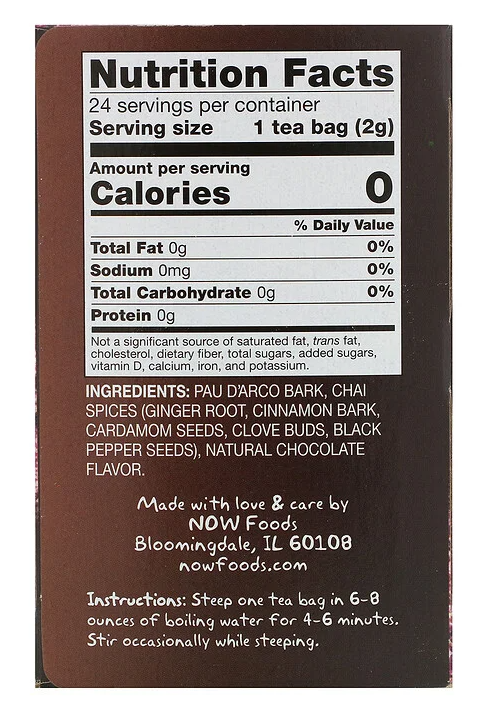 Nutrition Facts
24 servings per container
Serving size 1 tea bag (2g)
Amount per serving
Calories 0
% Daily Value
Total Fat 0g 0%
Sodium 0mg 0%
Total Carbohydrate 0g 0%
Protein 0g
Not a significant source of saturated fat, trans fat,
cholesterol, dietary fiber, total sugars, added sugars,
vitamin D, calcium, iron, and potassium.
INGREDIENTS: PAU D'ARCO BARK, CHAI
SPICES (GINGER ROOT, CINNAMON BARK,
CARDAMOM SEEDS, CLOVE BUDS, BLACK
PEPPER SEEDS), NATURAL CHOCOLATE
FLAVOR.
Made with love & care by
NOW Foods
Bloomingdale, IL 60108
nowfoods.com
Instructions: Steep one tea bag in 6-8
ounces of boiling water for 4-6 minutes.
Stir occasionally while steeping.